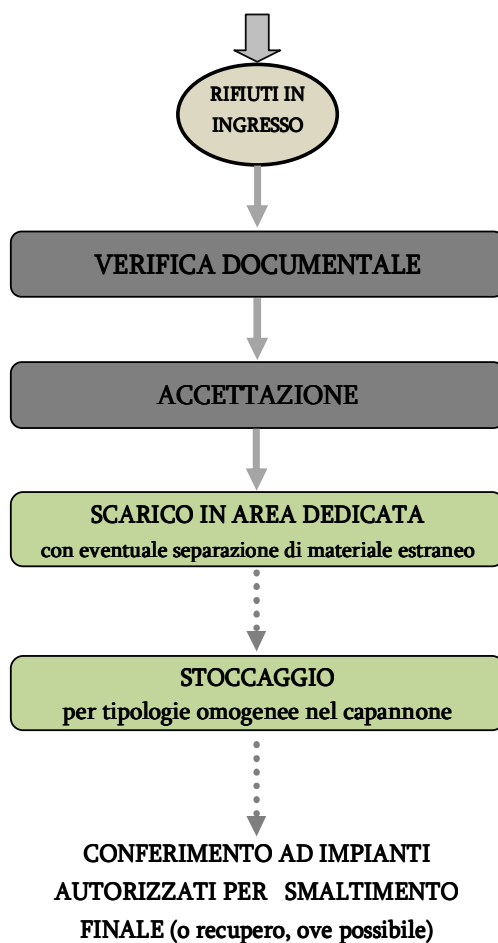 RIFIUTI IN
INGRESSO
VERIFICA DOCUMENTALE
ACCETTAZIONE
SCARICO IN AREA DEDICATA
con eventuale separazione di materiale estraneo
STOCCAGGIO
per tipologie omogenee nel capannone
CONFERIMENTO AD IMPIANTI
AUTORIZZATI PER SMALTIMENTO
FINALE (o recupero, ove possibile)